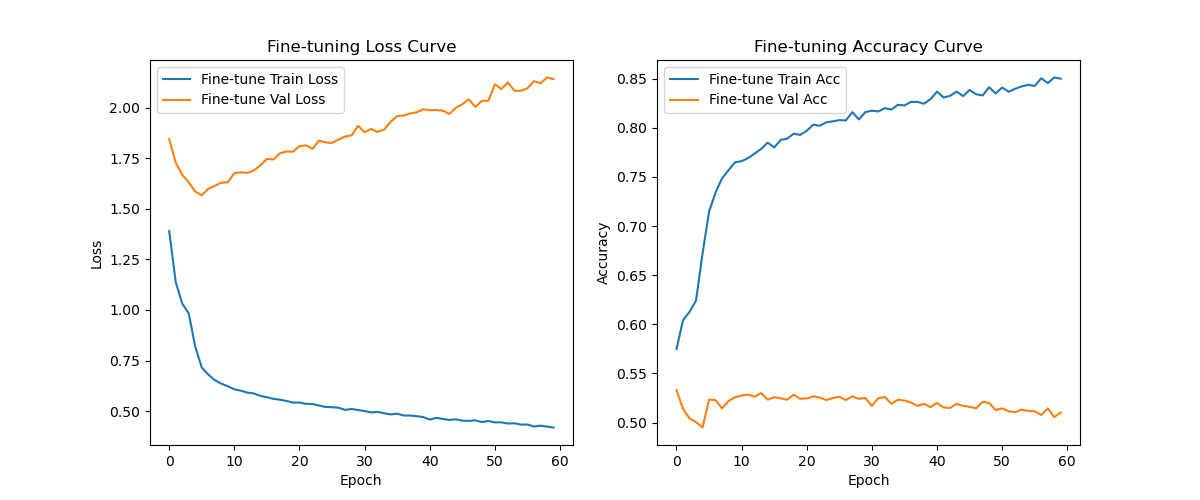 Fine-tuning Loss Curve
Fine-tune Train Loss
Fine-tune Val Loss
2.00
1.75
1.50
1.25
1.00
0.75
0.50
Loss
0 10 20 30 40 50 60
Epoch
Fine-tuning Accuracy Curve
Fine-tune Train Acc
Fine-tune Val Acc
0.85
0.80
0.75
0.70
0.65
0.60
0.55
0.50
Accuracy
0 10 20 30 40 50 60
Epoch